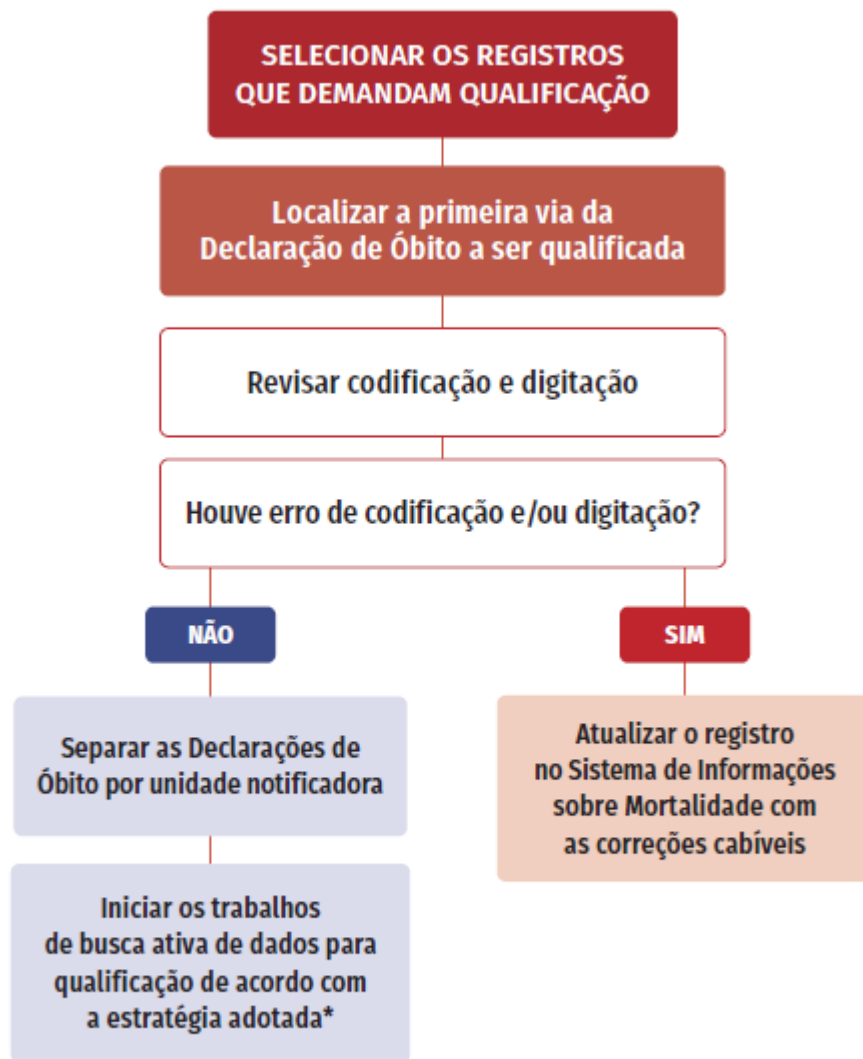 SELECIONAR OS REGISTROS
QUE DEMANDAM QUALIFICAÇÃO
Localizar a primeira via da
Declaração de Óbito a ser qualificada
Revisar codificação e digitação
Houve erro de codificação e/ou digitação?
NÃO
SIM
Separar as Declarações de
Óbito por unidade notificadora
Iniciar os trabalhos
de busca ativa de dados para
qualificação de acordo com
a estratégia adotada*
Atualizar o registro
no Sistema de Informações
sobre Mortalidade com
as correções cabíveis